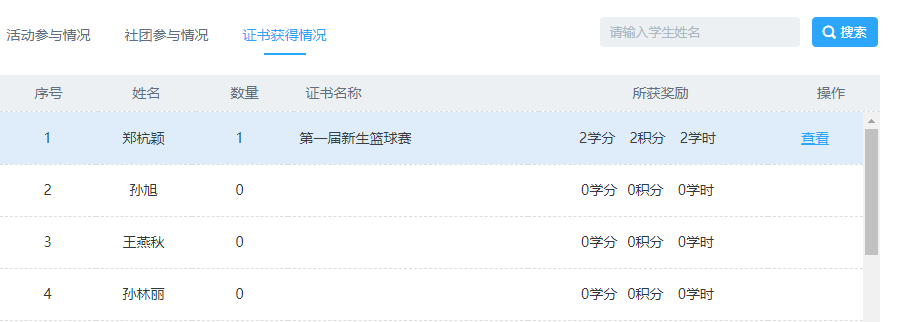 活动参与情况 社团参与情况 证书获得情况 请输入学生姓名 搜索
序号 姓名 数量 证书名称 所获奖励 操作
1 郑杭颖 1 第一届新生篮球赛 2学分 2积分 2学时 查看
2 孙旭 0 0学分 0积分 0学时
3 王燕秋 0 0学分 0积分 0学时
4 孙林丽 0 0学分 0积分 0学时